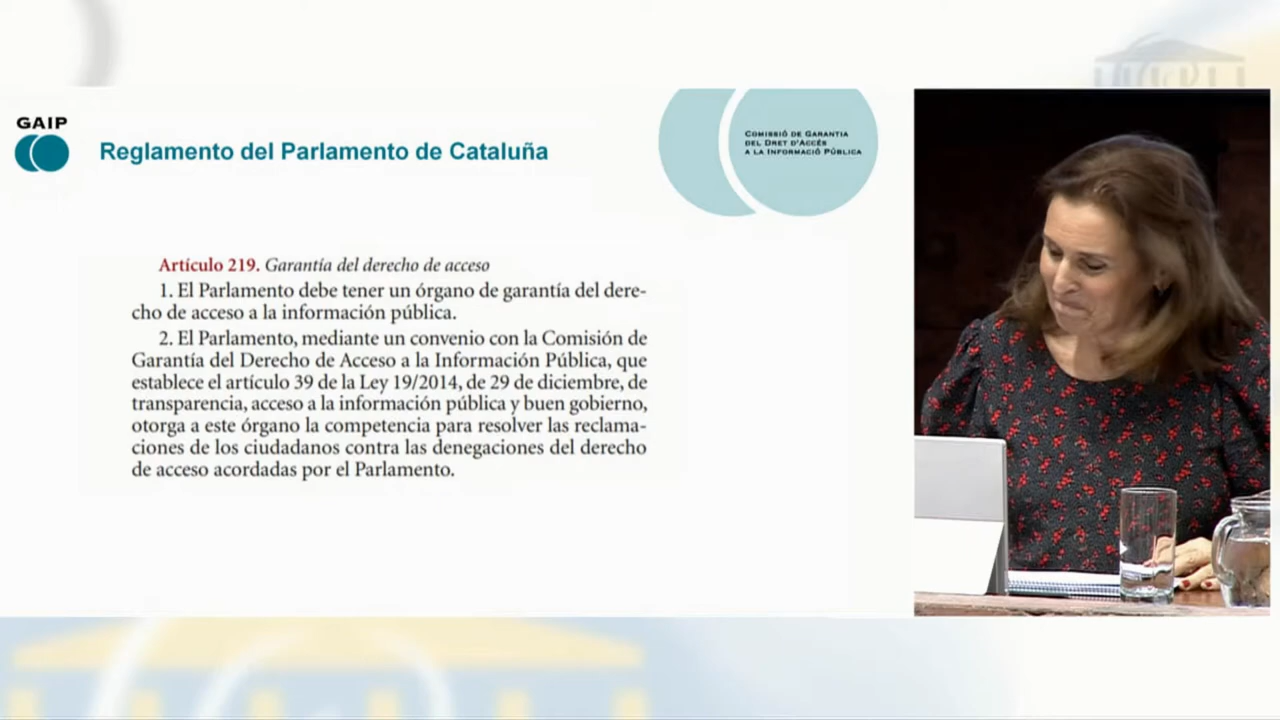 GAIP
Reglamento del Parlamento de Cataluña
Comissió de Garantia
del Dret d'Accés
a la Informació Pública
Artículo 219. Garantía del derecho de acceso
1. El Parlamento debe tener un órgano de garantía del dere-
cho de acceso a la información pública.
2. El Parlamento, mediante un convenio con la Comisión de
Garantía del Derecho de Acceso a la Información Pública, que
establece el artículo 39 de la Ley 19/2014, de 29 de diciembre, de
transparencia, acceso a la información pública y buen gobierno,
otorga a este órgano la competencia para resolver las reclama-
ciones de los ciudadanos contra las denegaciones del derecho
de acceso acordadas por el Parlamento.